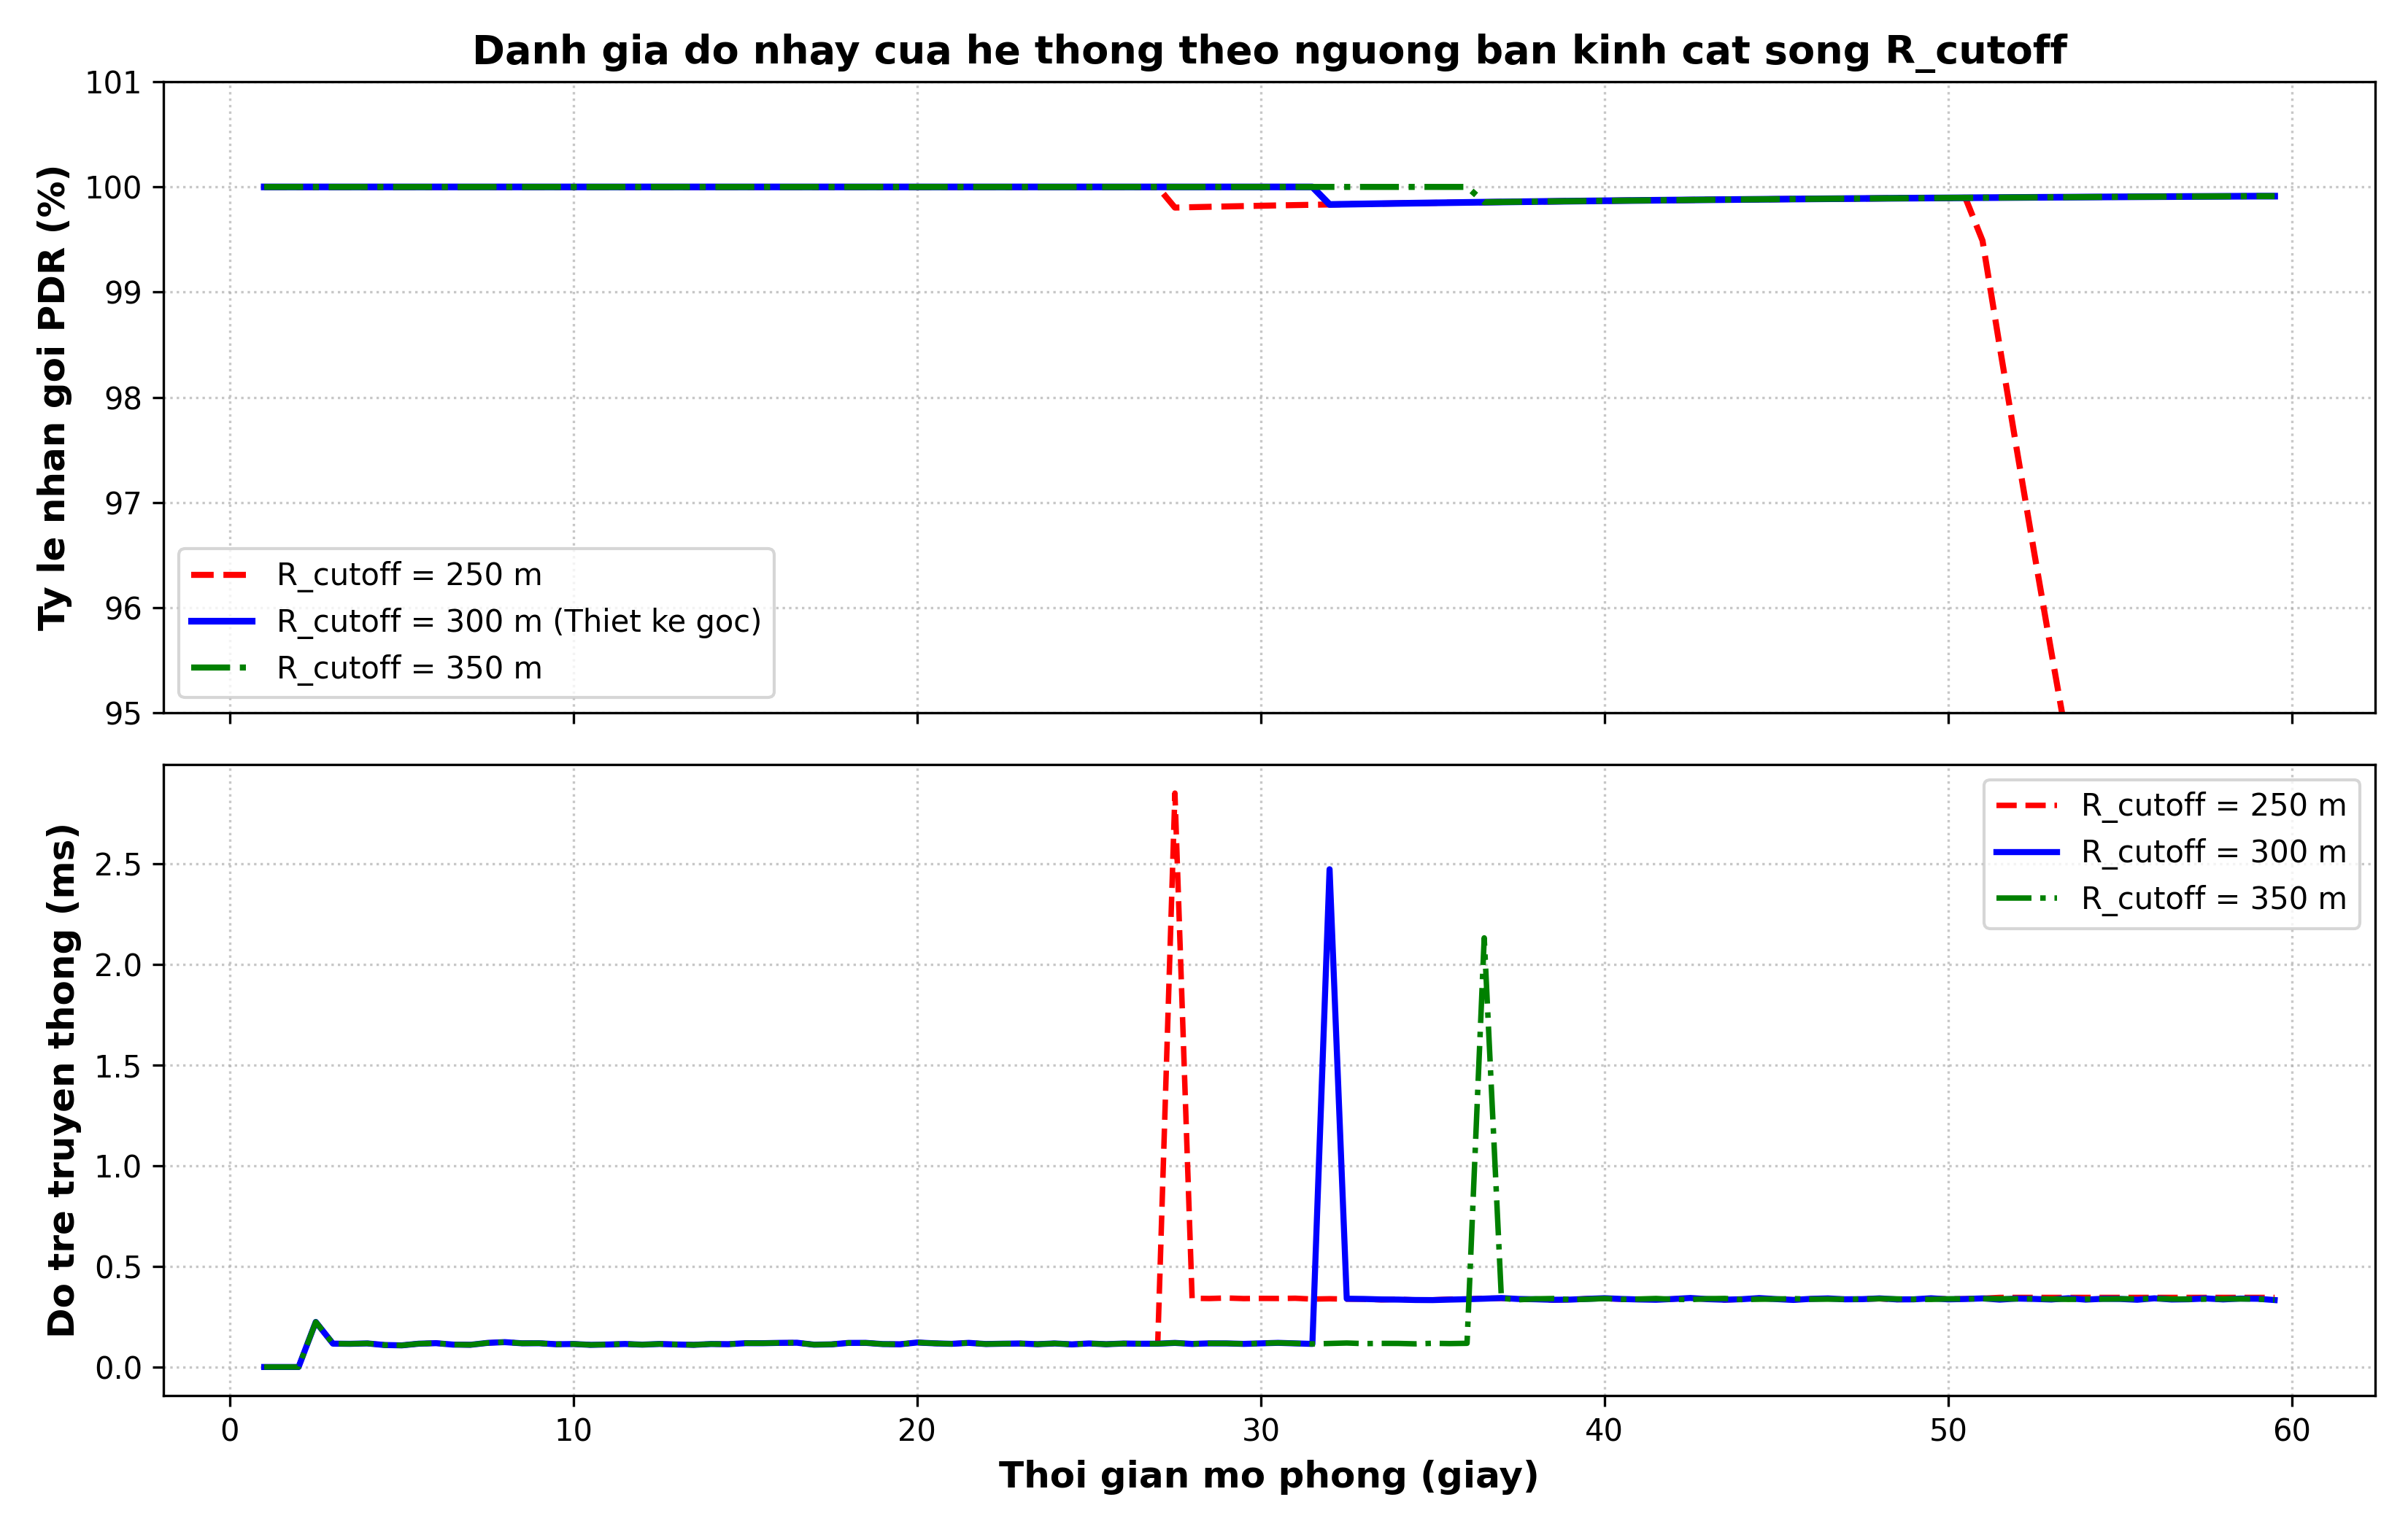 Danh gia do nhay cua he thong theo nguong ban kinh cat song R_cutoff
Ty le nhan goi PDR (%)
101
100
99
98
97
96
95
R_cutoff = 250 m
R_cutoff = 300 m (Thiet ke goc)
R_cutoff = 350 m
Do tre truyen thong (ms)
2.5
2.0
1.5
1.0
0.5
0.0
R_cutoff = 250 m
R_cutoff = 300 m
R_cutoff = 350 m
0 10 20 30 40 50 60
Thoi gian mo phong (giay)